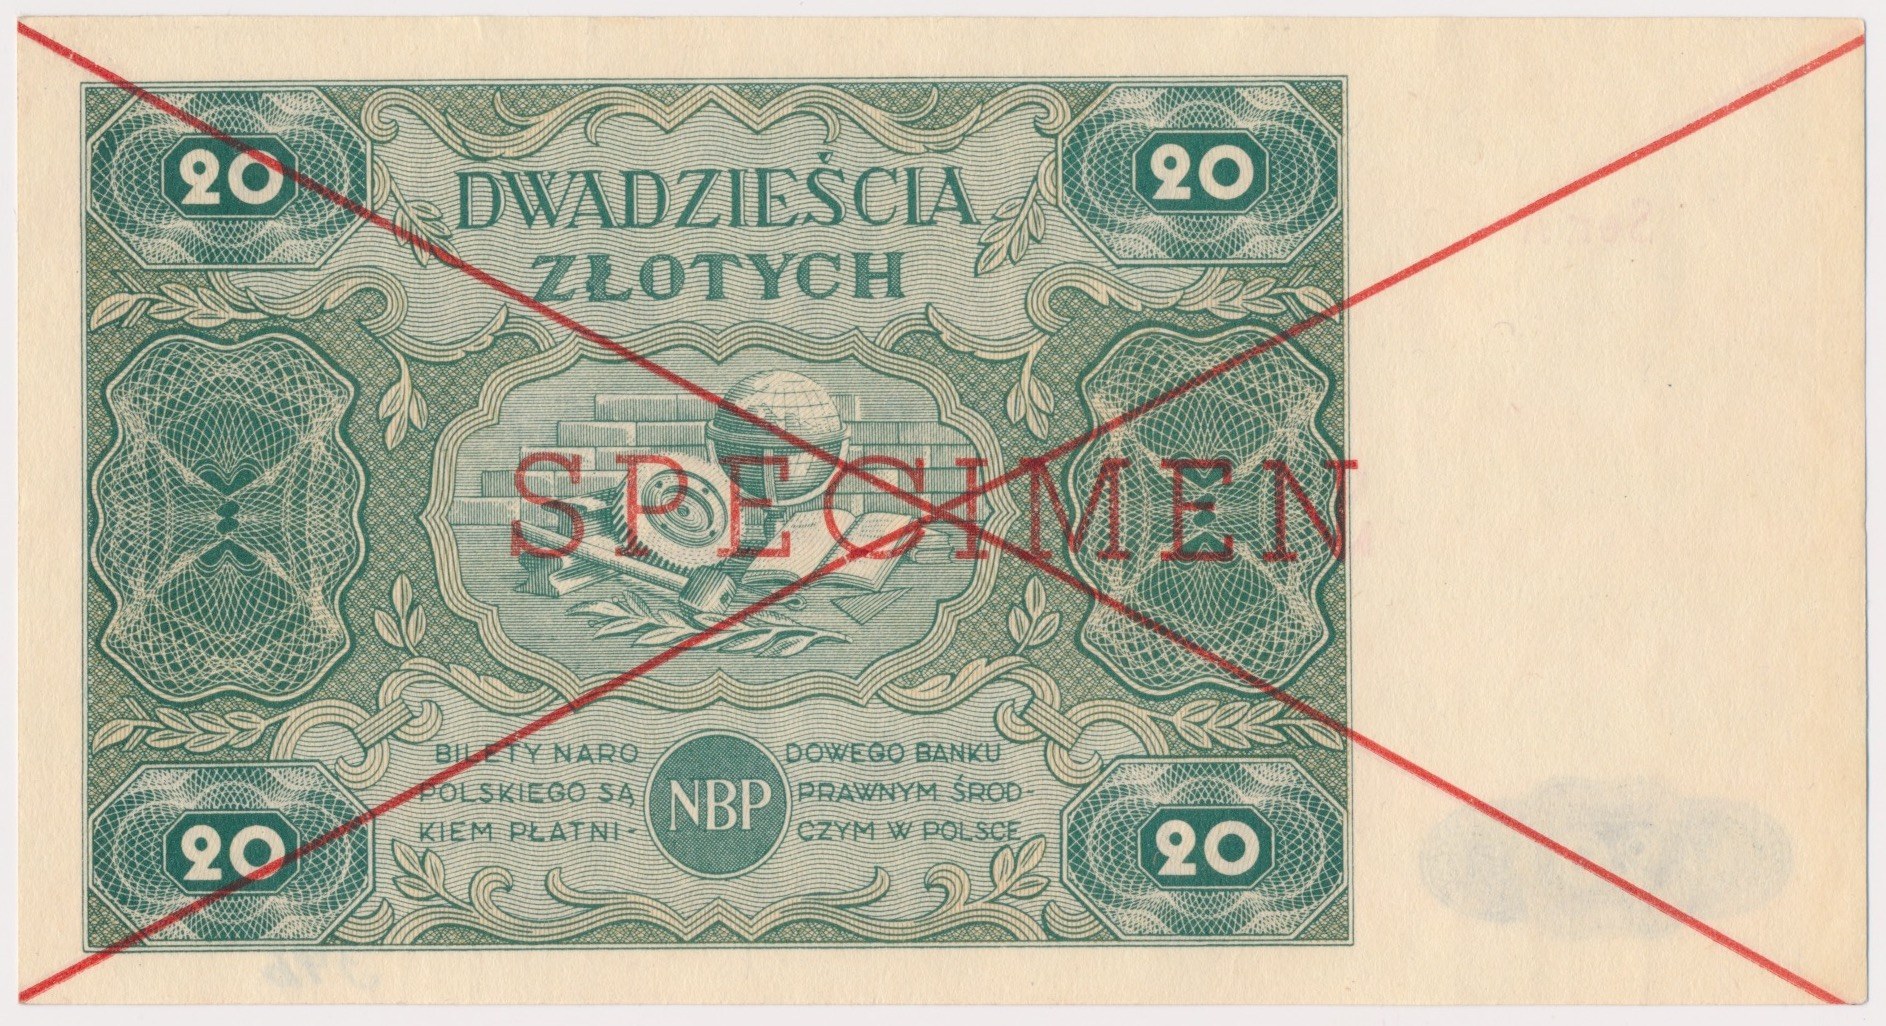 20
20
DWADZIEŚCIA
ZŁOTYCH
SPECIMEN
BILETY NARO DOWEGO BANKU
POLSKIEGO SĄ NBP PRAWNYM ŚROD-
KIEM PŁATNI- CZYM W POLSCE
20
20